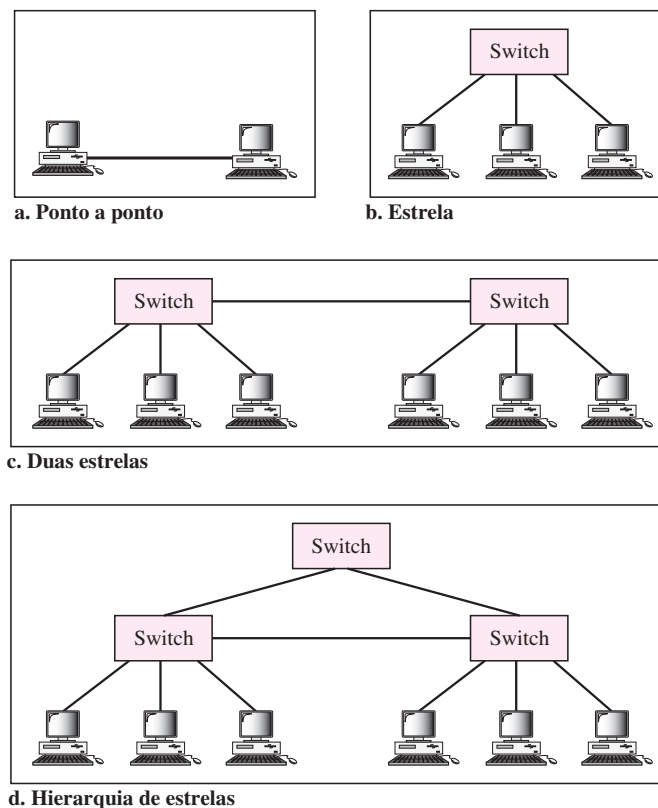 Switch
a. Ponto a ponto
b. Estrela
Switch
Switch
c. Duas estrelas
Switch
Switch
Switch
d. Hierarquia de estrelas